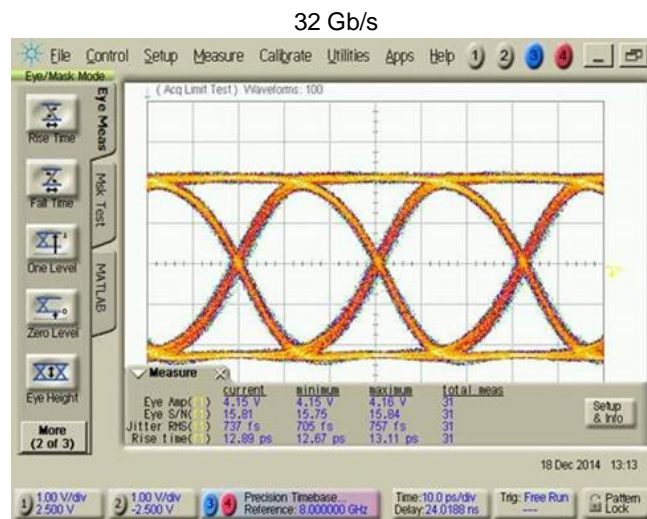 32 Gb/s
File Control Setup Measure Calibrate Utilities Apps Help 1 2 3 4
Eye/Mask Mode
( Acq Limit Test ) Waveforms: 100
Eye Meas
Msk Test
MATLAB
Rise Time
Fall Time
One Level
Zero Level
Eye Height
More
(2 of 3)
Measure
current minimum maximum total meas
Eye Amp( ) 4.15 V 4.15 V 4.16 V 31
Eye S/N( ) 15.81 15.75 15.84 31
Jitter RMS( ) 737 fs 705 fs 757 fs 31
Rise time( ) 12.89 ps 12.67 ps 13.11 ps 31
Setup
& Info
18 Dec 2014 13:13
1) 1.00 V/div
2.500 V
2) 1.00 V/div
-2.500 V
3 4 Precision Timebase...
Reference: 8.000000 GHz
Time:10.0 ps/div
Delay:24.0188 ns
Trig: Free Run
---
Pattern
Lock